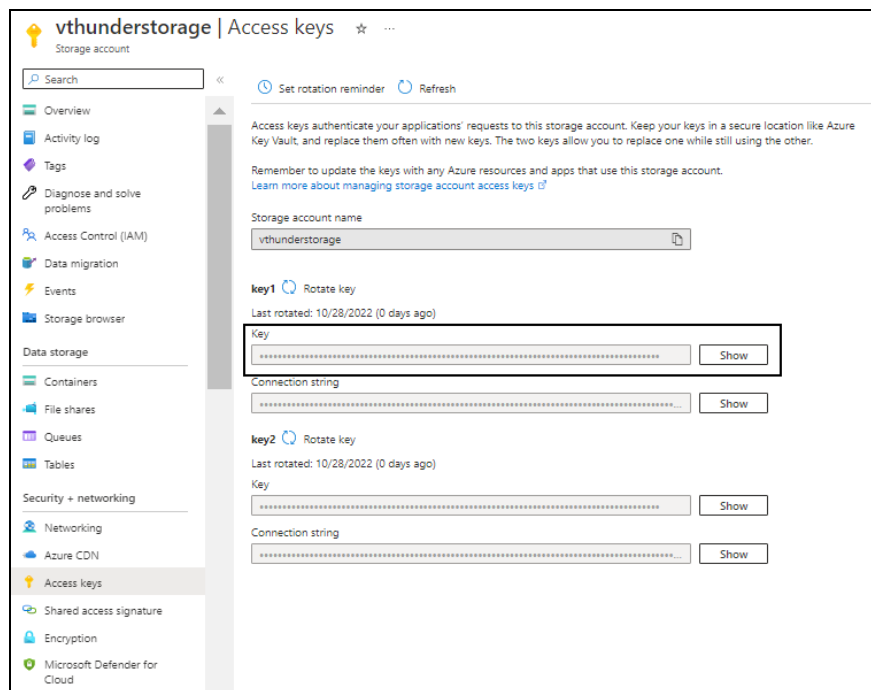 vthunderstorage | Access keys ☆ ...
Storage account
Search
«
Overview
Activity log
Tags
Diagnose and solve
problems
Access Control (IAM)
Data migration
Events
Storage browser
Data storage
Containers
File shares
Queues
Tables
Security + networking
Networking
Azure CDN
Access keys
Shared access signature
Encryption
Microsoft Defender for
Cloud
Set rotation reminder Refresh
Access keys authenticate your applications' requests to this storage account. Keep your keys in a secure location like Azure
Key Vault, and replace them often with new keys. The two keys allow you to replace one while still using the other.
Remember to update the keys with any Azure resources and apps that use this storage account.
Learn more about managing storage account access keys
Storage account name
vthunderstorage
key1 Rotate key
Last rotated: 10/28/2022 (0 days ago)
Key
Show
Connection string
... Show
key2 Rotate key
Last rotated: 10/28/2022 (0 days ago)
Key
Show
Connection string
... Show